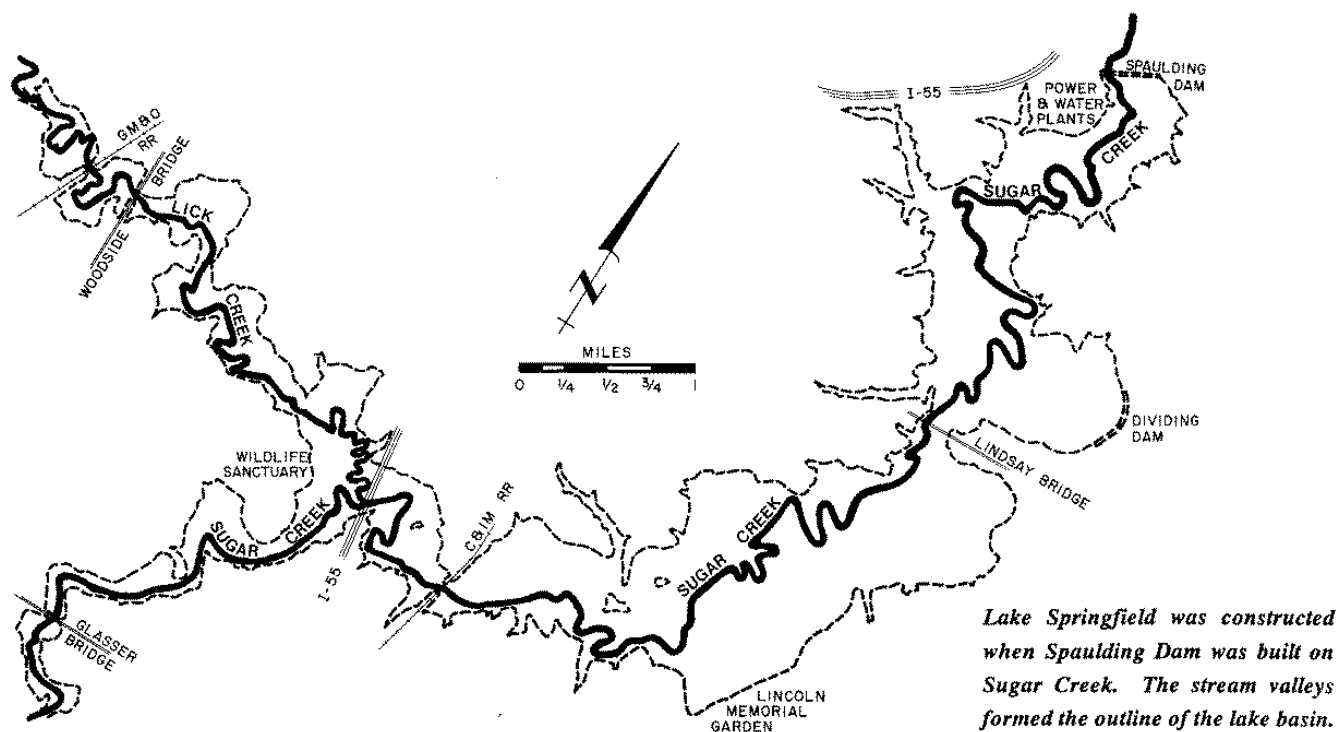 SPAULDING
DAM
I-55
POWER
& WATER
PLANTS
CREEK
SUGAR
GM&O
RR
WOODSIDE BRIDGE
LICK
CREEK
N
MILES
0 1/4 1/2 3/4 1
DIVIDING
DAM
LINDSAY BRIDGE
WILDLIFE
SANCTUARY
SUGAR CREEK
I-55
C&IM RR
SUGAR CREEK
GLASSER
BRIDGE
LINCOLN
MEMORIAL
GARDEN
Lake Springfield was constructed
when Spaulding Dam was built on
Sugar Creek. The stream valleys
formed the outline of the lake basin.